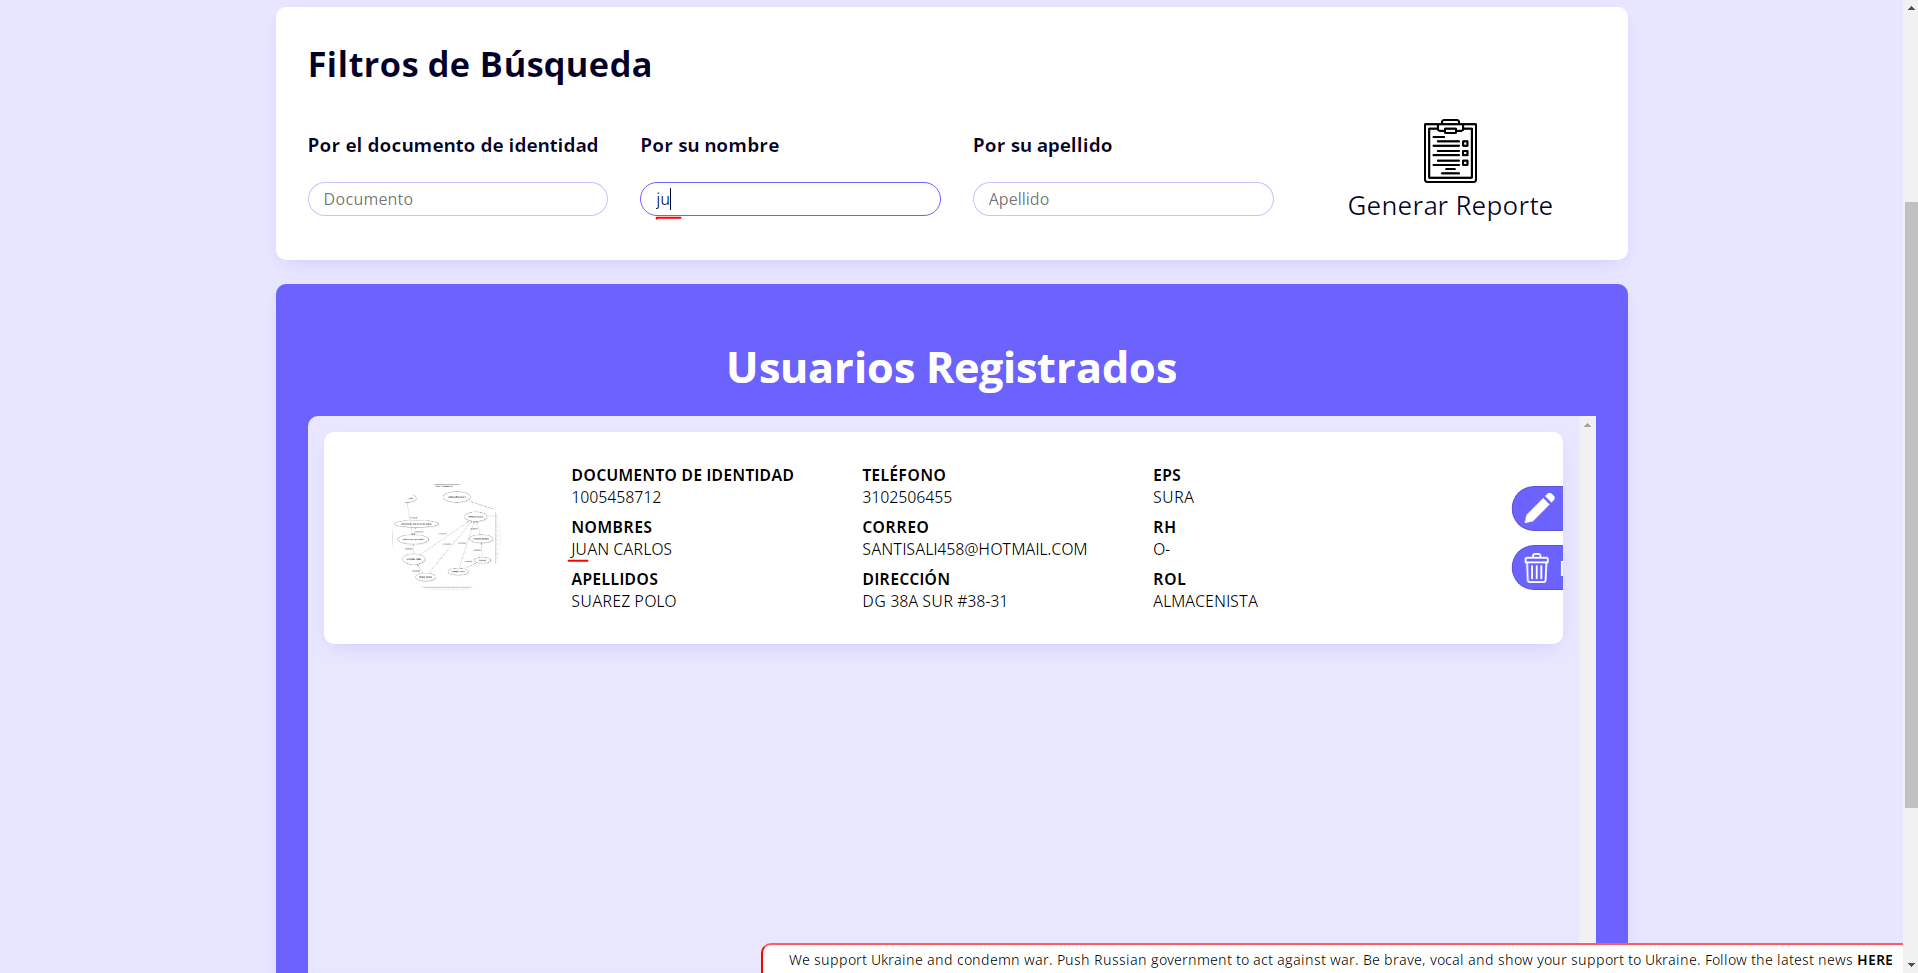 Filtros de Búsqueda
Por el documento de identidad
Por su nombre
Por su apellido
Documento
ju
Apellido
Generar Reporte
Usuarios Registrados
DOCUMENTO DE IDENTIDAD
1005458712
NOMBRES
JUAN CARLOS
APELLIDOS
SUAREZ POLO
TELÉFONO
3102506455
CORREO
SANTISALI458@HOTMAIL.COM
DIRECCIÓN
DG 38A SUR #38-31
EPS
SURA
RH
O-
ROL
ALMACENISTA
We support Ukraine and condemn war. Push Russian government to act against war. Be brave, vocal and show your support to Ukraine. Follow the latest news HERE